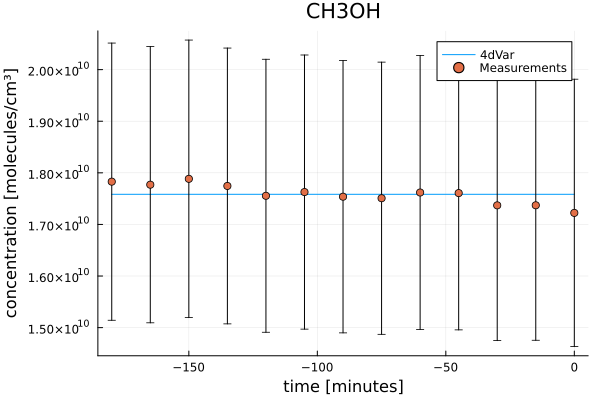 CH3OH
concentration [molecules/cm³]
2.00×10¹⁰
1.90×10¹⁰
1.80×10¹⁰
1.70×10¹⁰
1.60×10¹⁰
1.50×10¹⁰
4dVar
Measurements
−150 −100 −50 0
time [minutes]